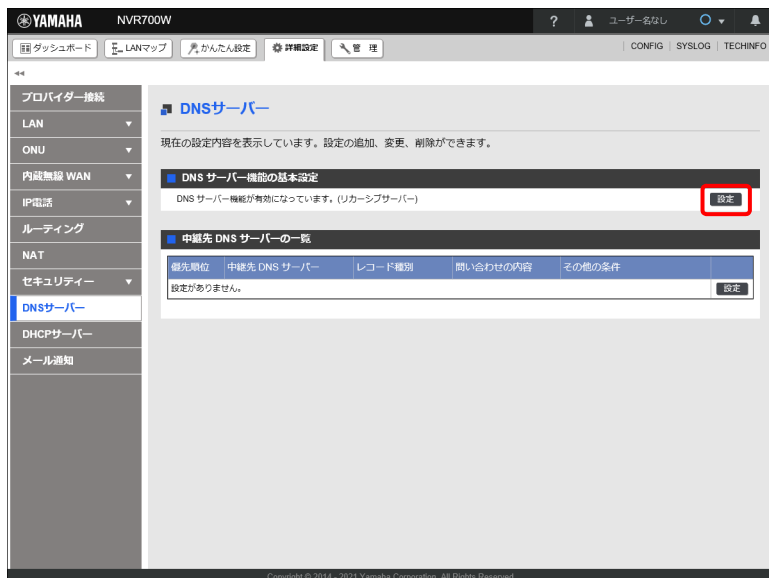 YAMAHA NVR700W ? ユーザー名なし
ダッシュボード LANマップ かんたん設定 詳細設定 管 理 CONFIG SYSLOG TECHINFO
プロバイダー接続
LAN
ONU
内蔵無線 WAN
IP電話
ルーティング
NAT
セキュリティー
DNSサーバー
DHCPサーバー
メール通知
DNSサーバー
現在の設定内容を表示しています。設定の追加、変更、削除ができます。
DNS サーバー機能の基本設定
DNS サーバー機能が有効になっています。(リカーシブサーバー) 設定
中継先 DNS サーバーの一覧
優先順位 中継先 DNS サーバー レコード種別 問い合わせの内容 その他の条件
設定がありません。 設定
Copyright © 2014 - 2021 Yamaha Corporation. All Rights Reserved.